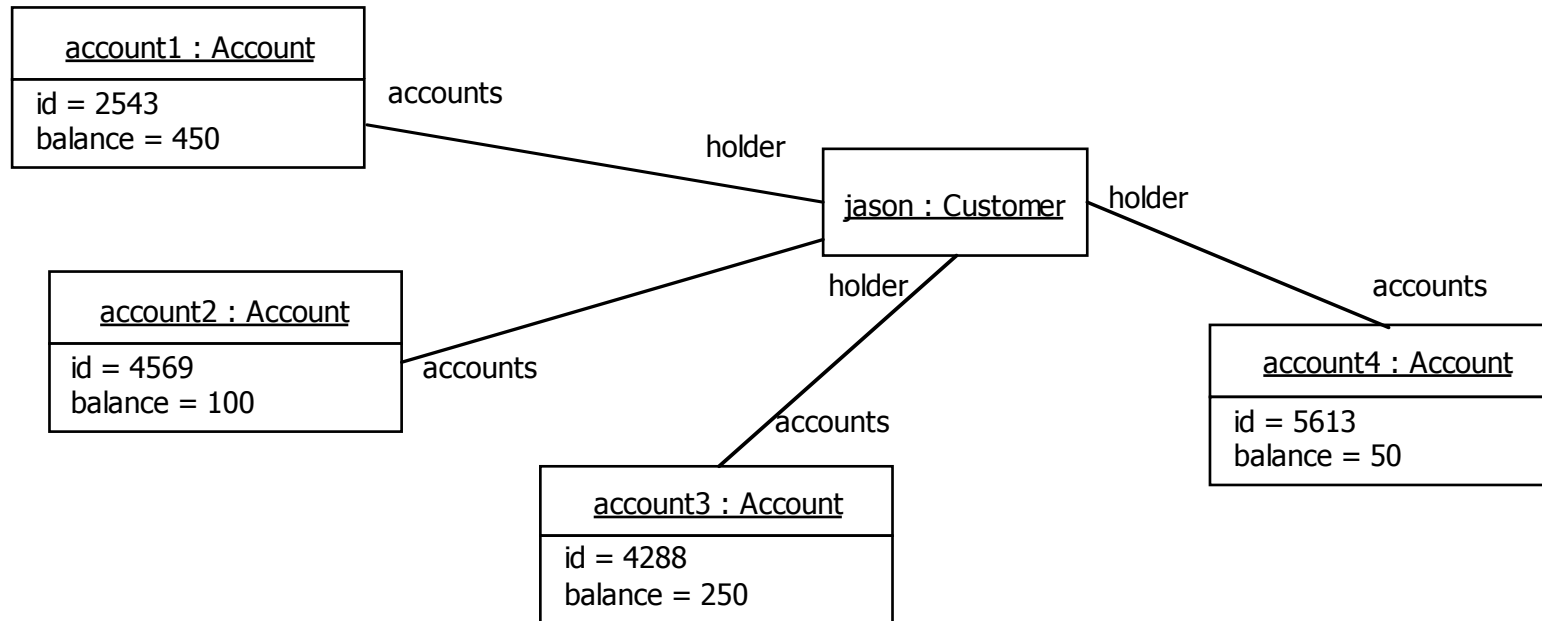 account1 : Account
id = 2543
balance = 450
accounts
holder
jason : Customer
holder
holder
accounts
account2 : Account
id = 4569
balance = 100
accounts
accounts
account4 : Account
id = 5613
balance = 50
account3 : Account
id = 4288
balance = 250